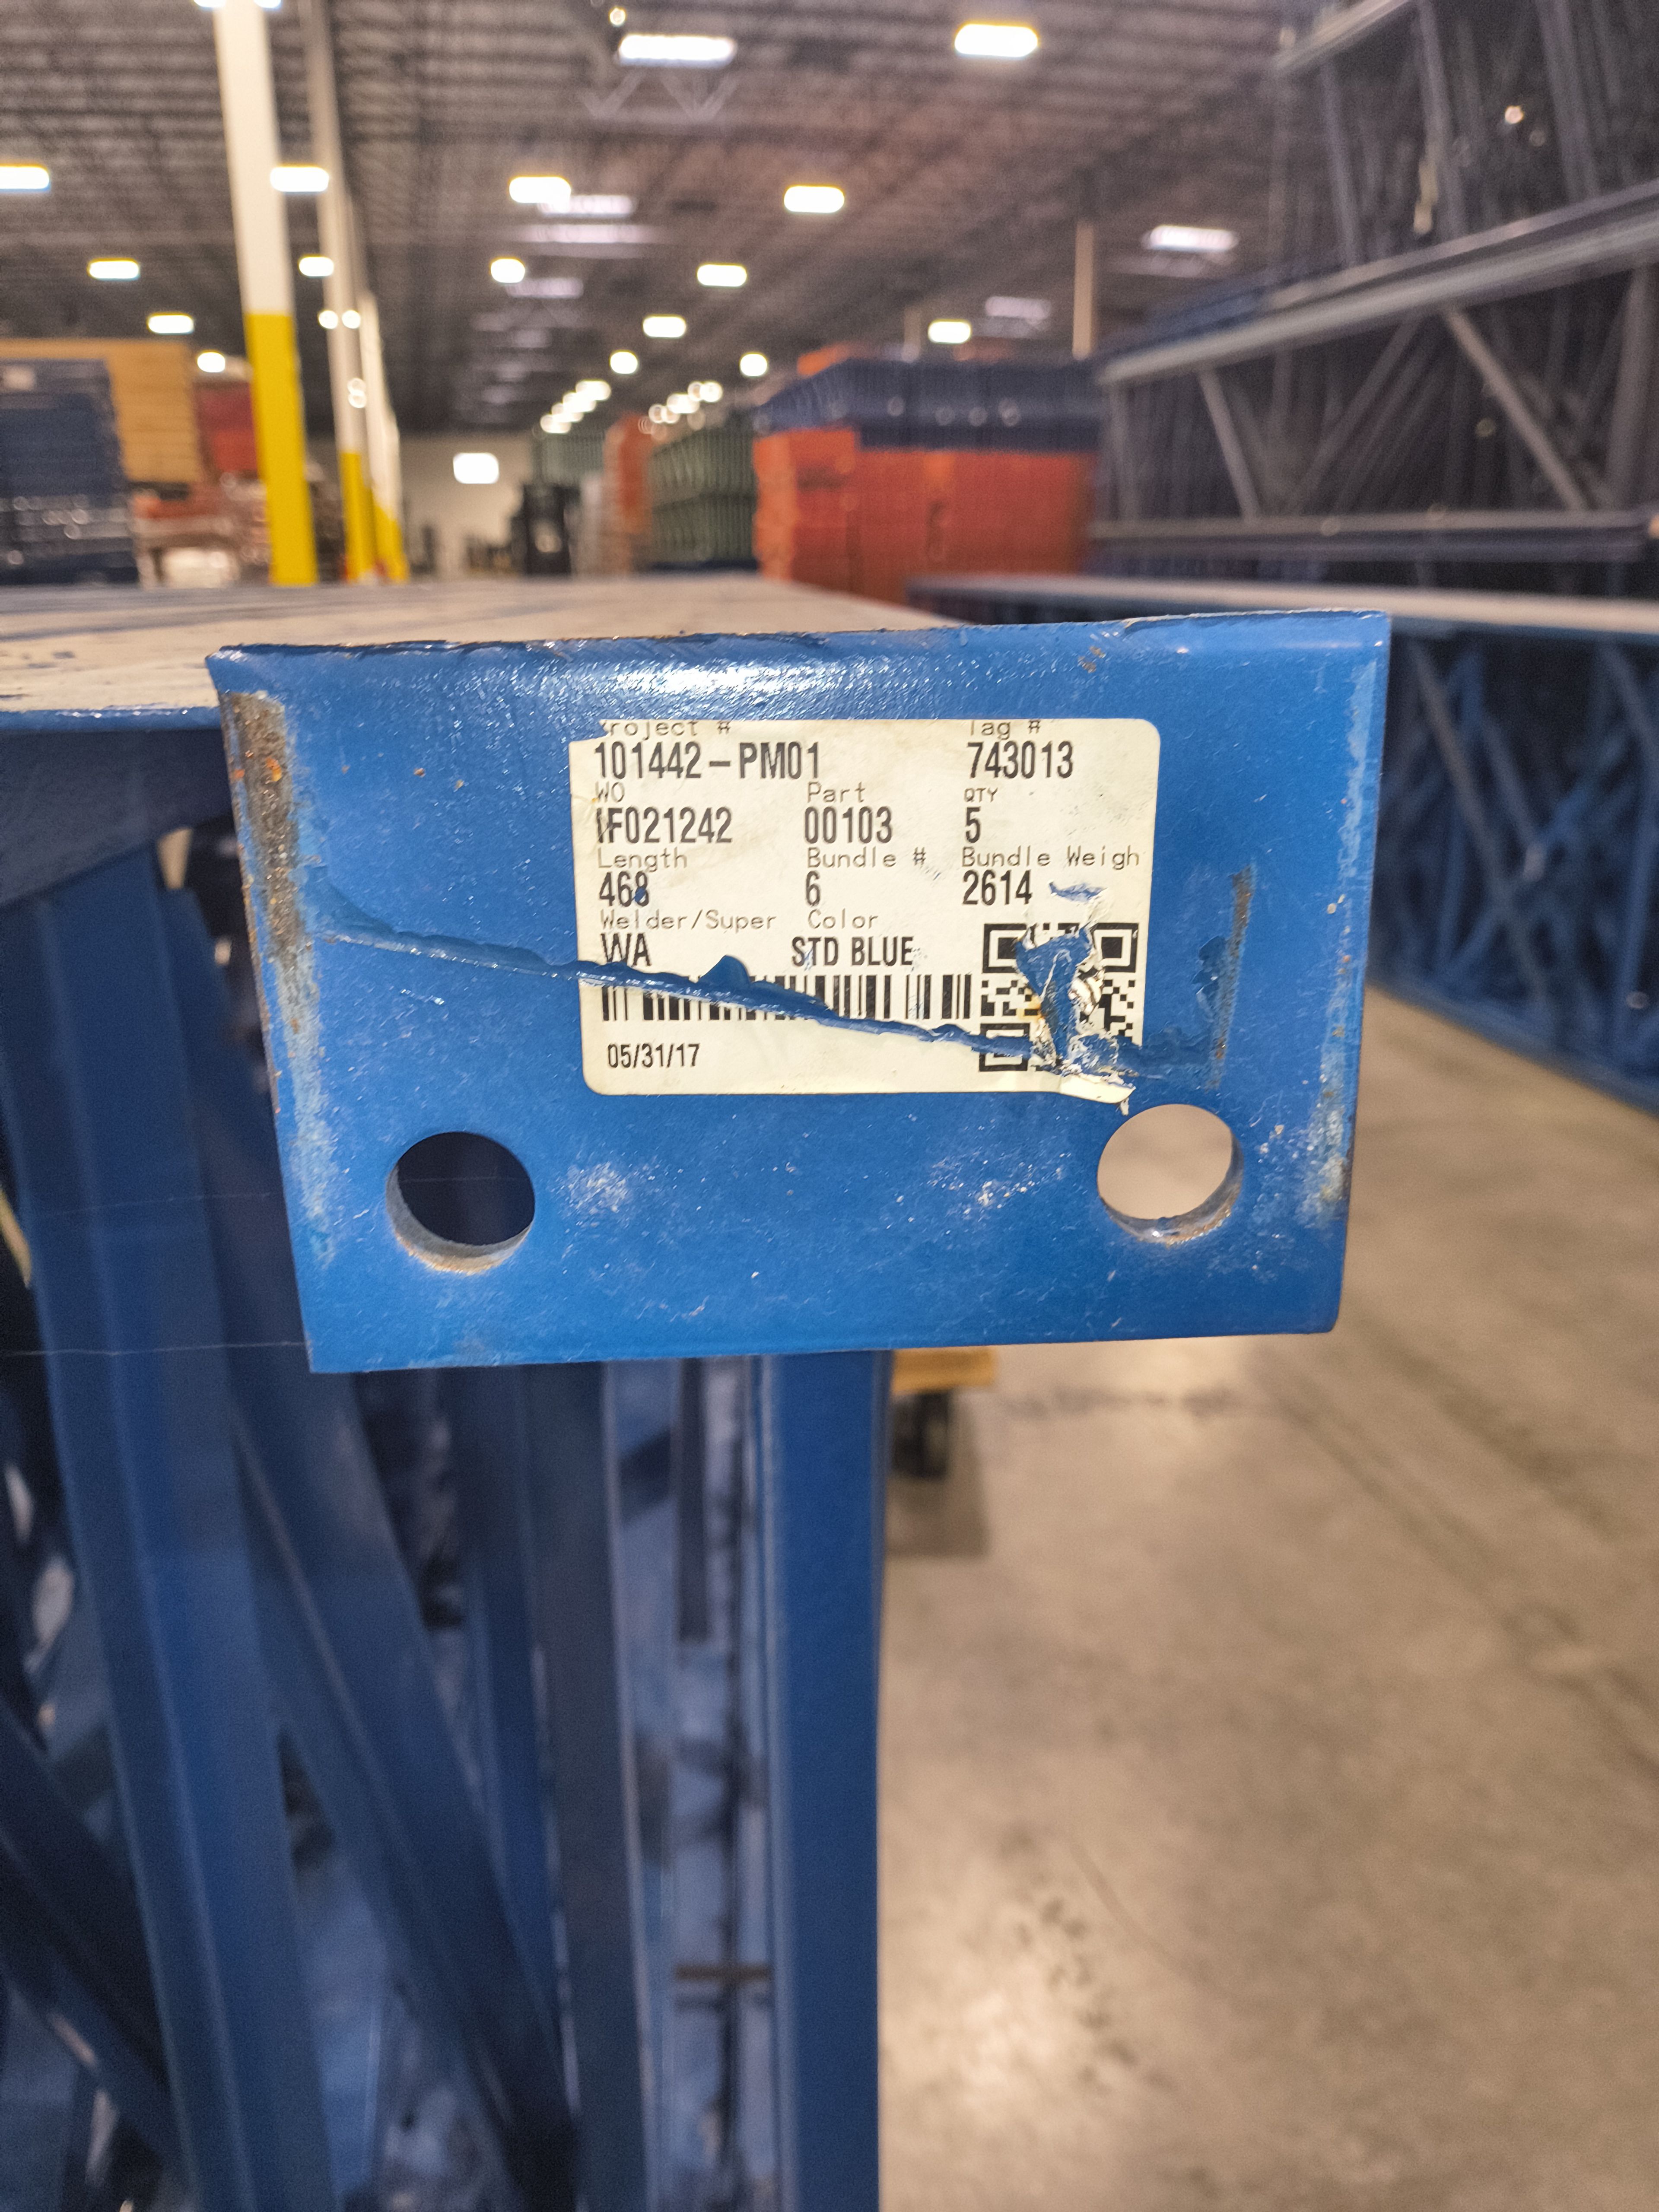 Project # Tag #
101442-PM01 743013
WO Part QTY
IF021242 00103 5
Length Bundle # Bundle Weigh
468 6 2614
Welder/Super Color
WA STD BLUE
05/31/17